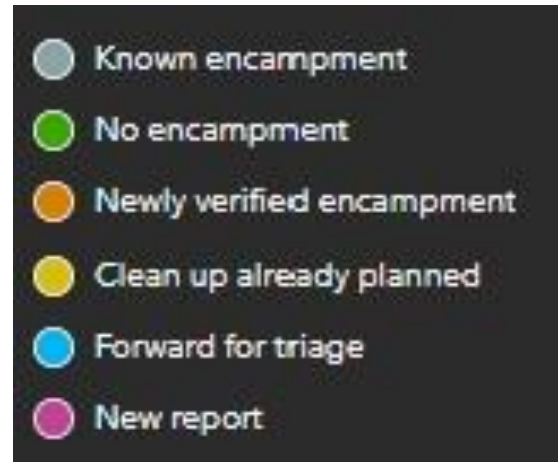 Known encampment
No encampment
Newly verified encampment
Clean up already planned
Forward for triage
New report